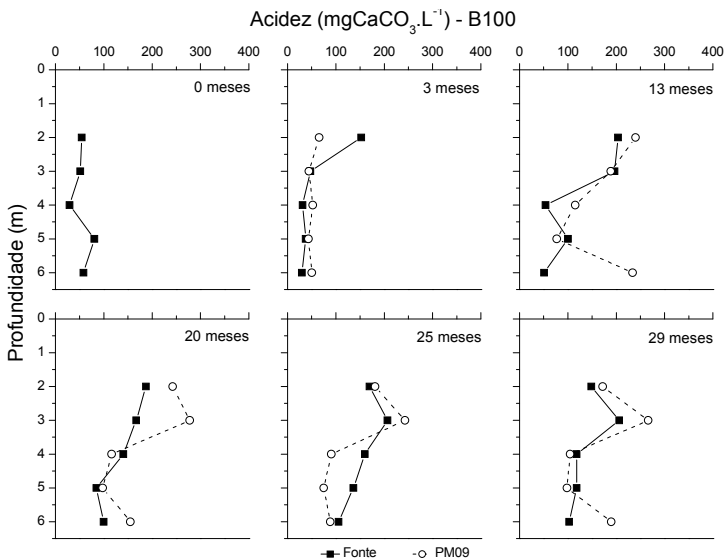 Acidez (mgCaCO₃.L⁻¹) - B100
0 100 200 300 400 0 100 200 300 400 0 100 200 300 400
0 meses 3 meses 13 meses
0
1
2
3
4
5
6
Profundidade (m)
20 meses 25 meses 29 meses
0
1
2
3
4
5
6
Fonte PM09